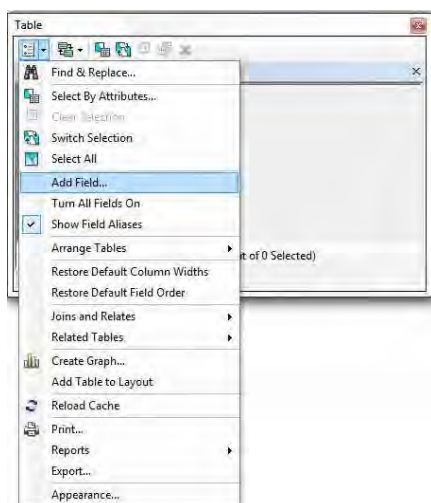 Table
Find & Replace...
Select By Attributes...
Clear Selection
Switch Selection
Select All
Add Field...
Turn All Fields On
Show Field Aliases
Arrange Tables
of 0 Selected)
Restore Default Column Widths
Restore Default Field Order
Joins and Relates
Related Tables
Create Graph...
Add Table to Layout
Reload Cache
Print...
Reports
Export...
Appearance...